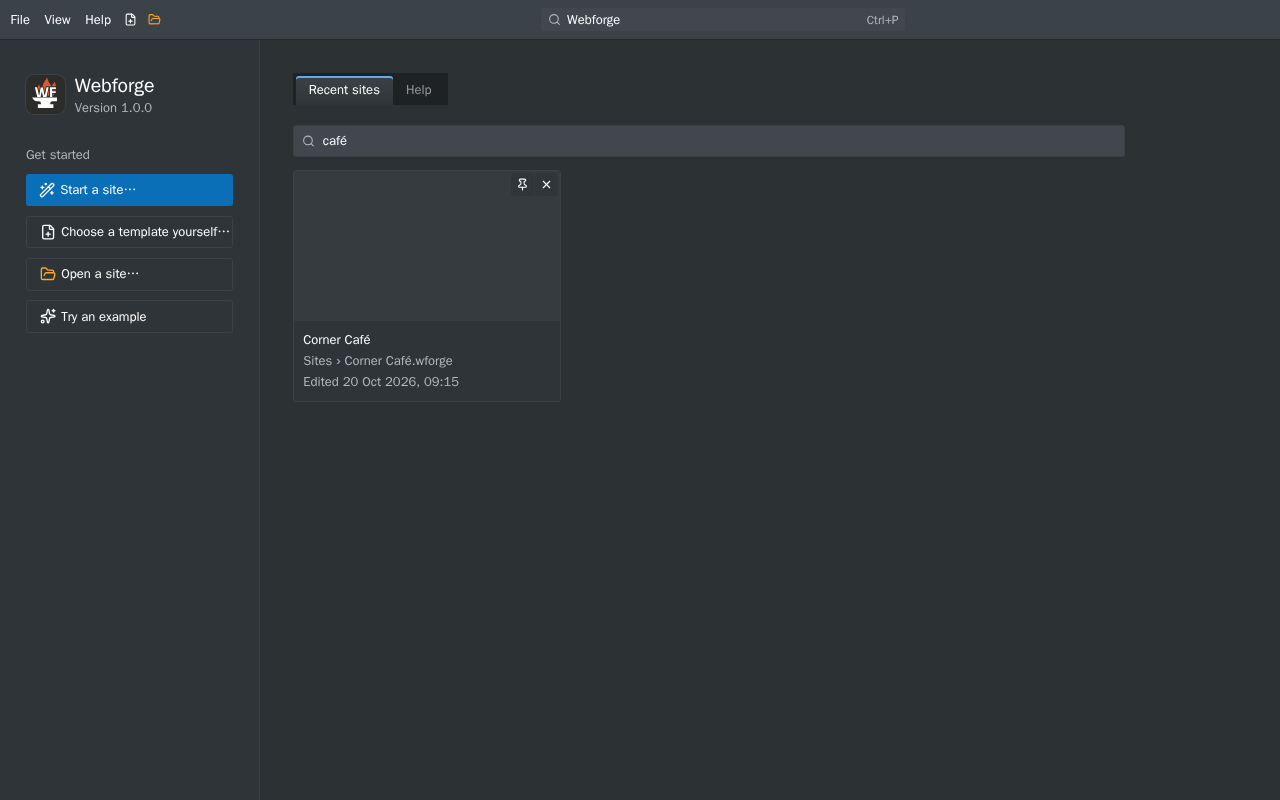 File View Help
Webforge
Ctrl+P
WF
Webforge
Version 1.0.0
Get started
Start a site…
Choose a template yourself…
Open a site…
Try an example
Recent sites
Help
café
Corner Café
Sites › Corner Café.wforge
Edited 20 Oct 2026, 09:15